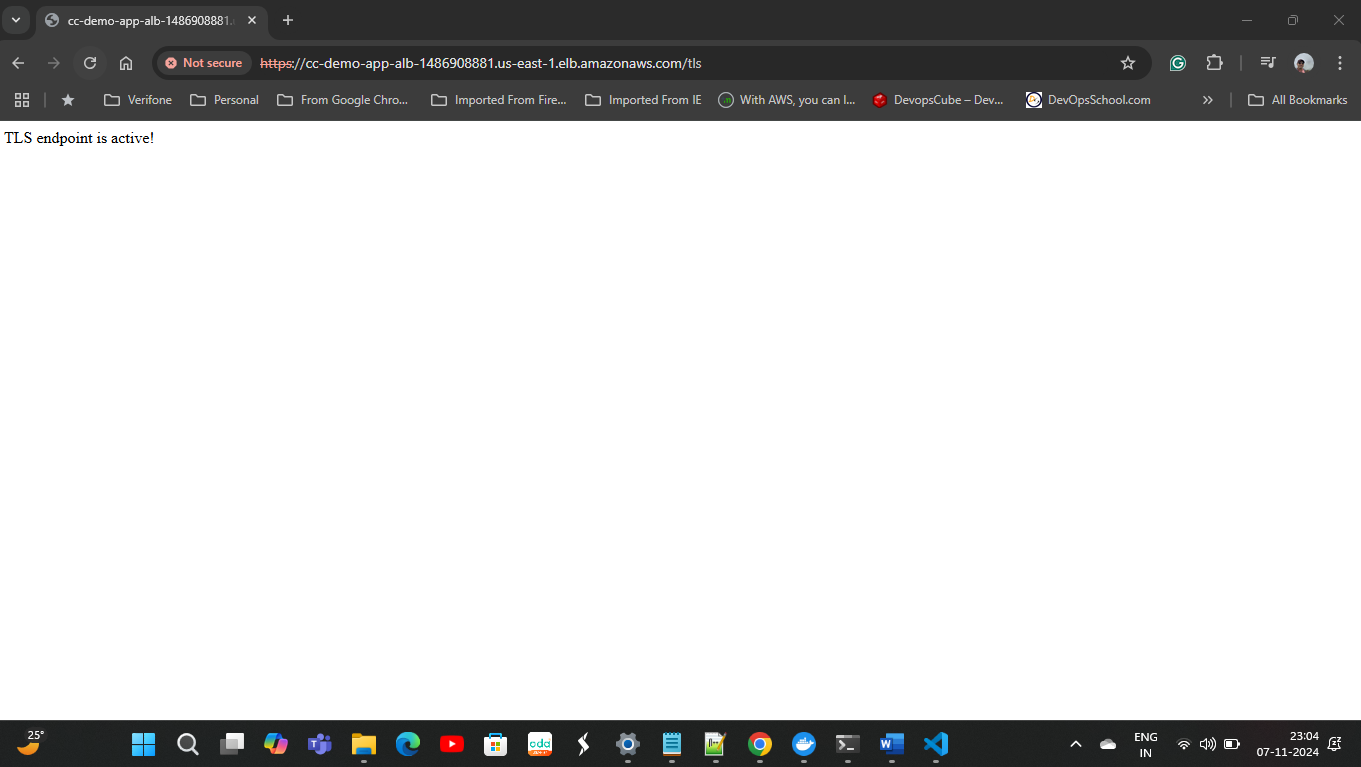 cc-demo-app-alb-1486908881.
Not secure https://cc-demo-app-alb-1486908881.us-east-1.elb.amazonaws.com/tls
Verifone Personal From Google Chro... Imported From Fire... Imported From IE With AWS, you can l... DevopsCube – Dev... DevOpsSchool.com All Bookmarks
TLS endpoint is active!
25°
oda
ENG
IN
23:04
07-11-2024